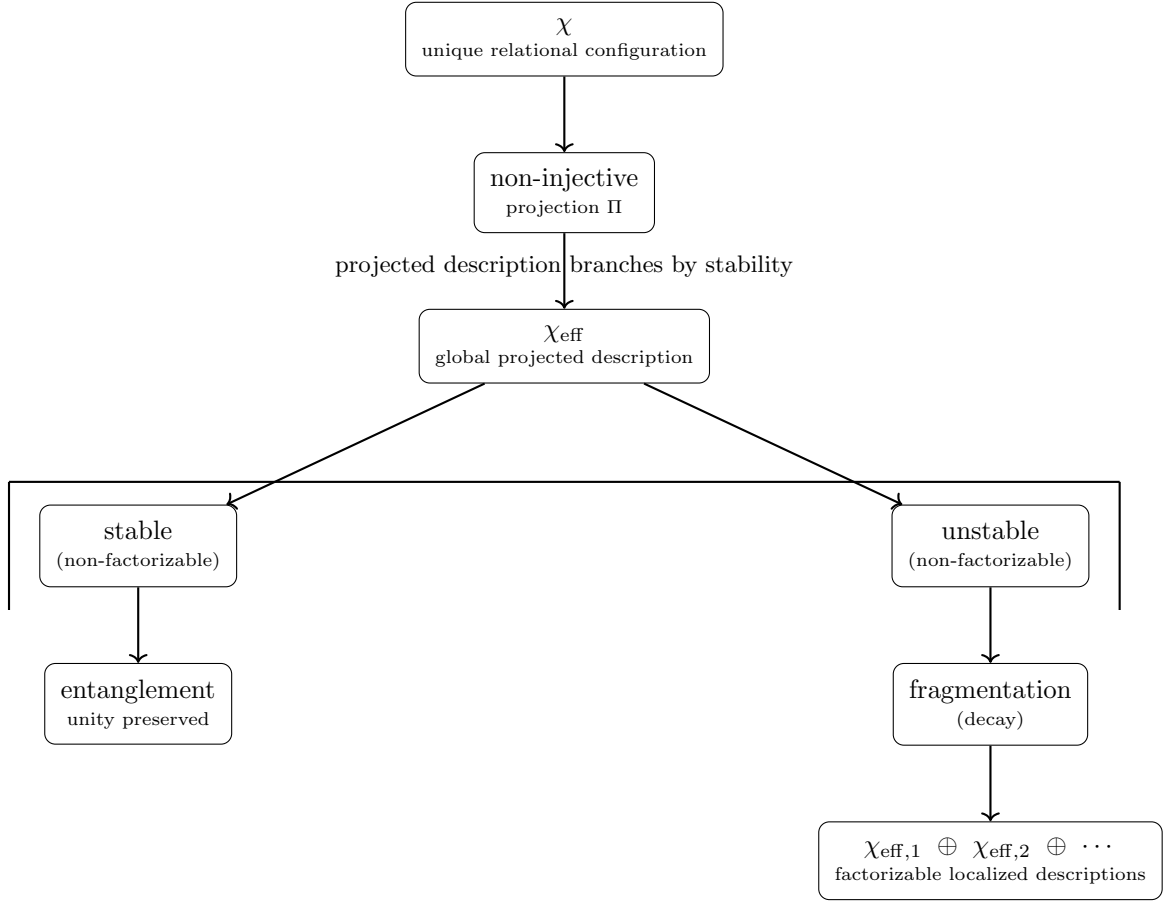 χ
unique relational configuration
non-injective
projection Π
projected description branches by stability
χeff
global projected description
stable
(non-factorizable)
unstable
(non-factorizable)
entanglement
unity preserved
fragmentation
(decay)
χeff,1 ⊕ χeff,2 ⊕ ⋯
factorizable localized descriptions